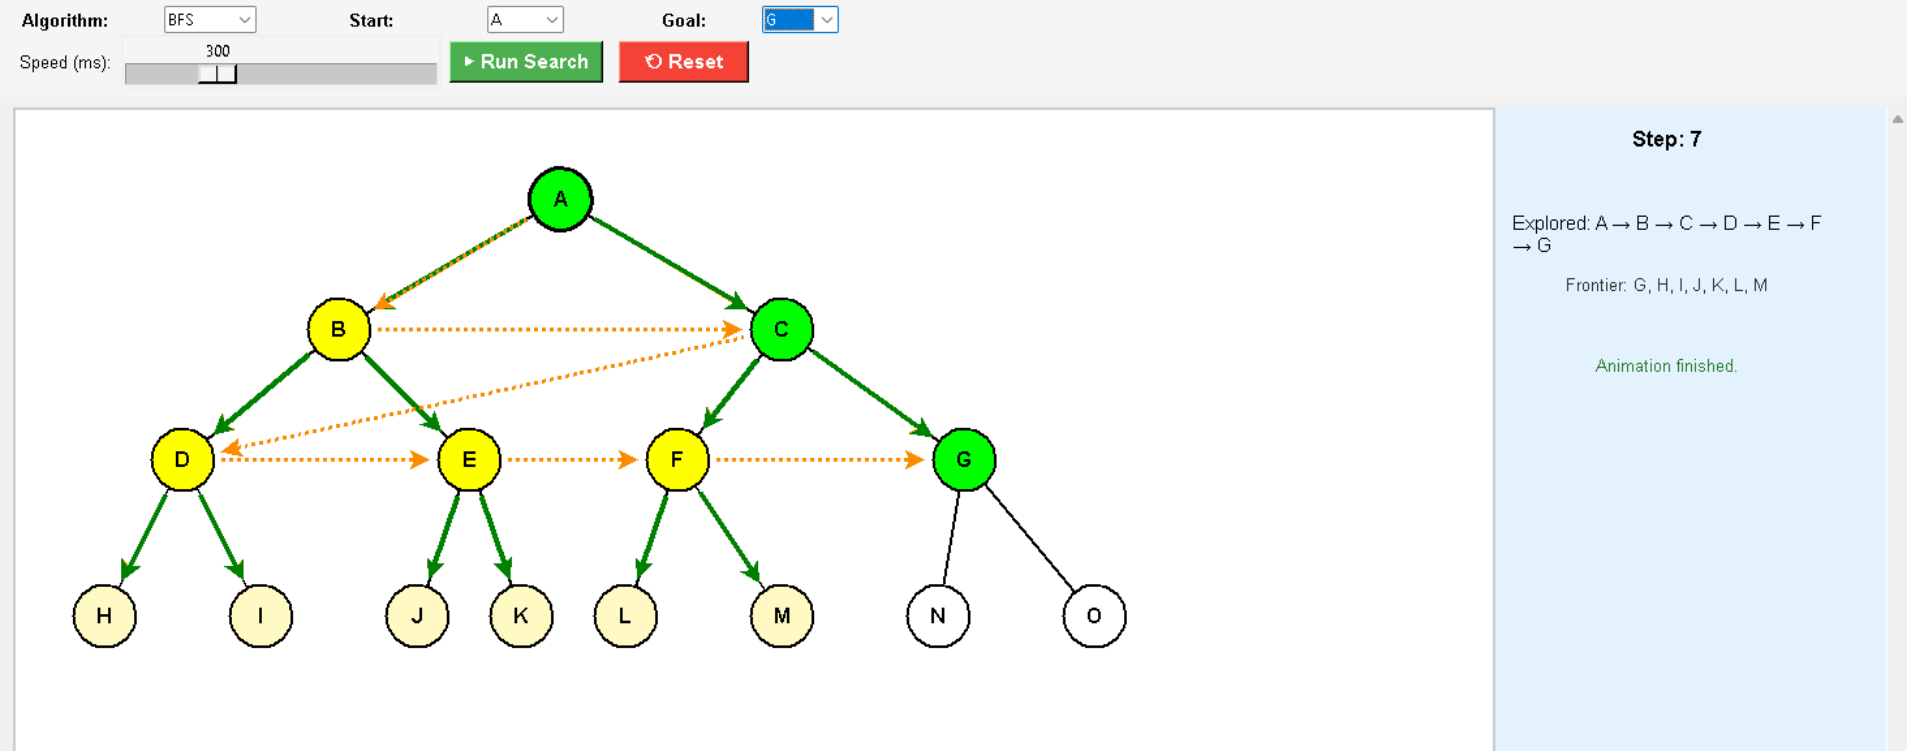 Algorithm: BFS Start: A Goal: G
300
Speed (ms): ▶ Run Search Reset
Step: 7
A
Explored: A → B → C → D → E → F
→ G
Frontier: G, H, I, J, K, L, M
B C
Animation finished.
D E F G
H I J K L M N O